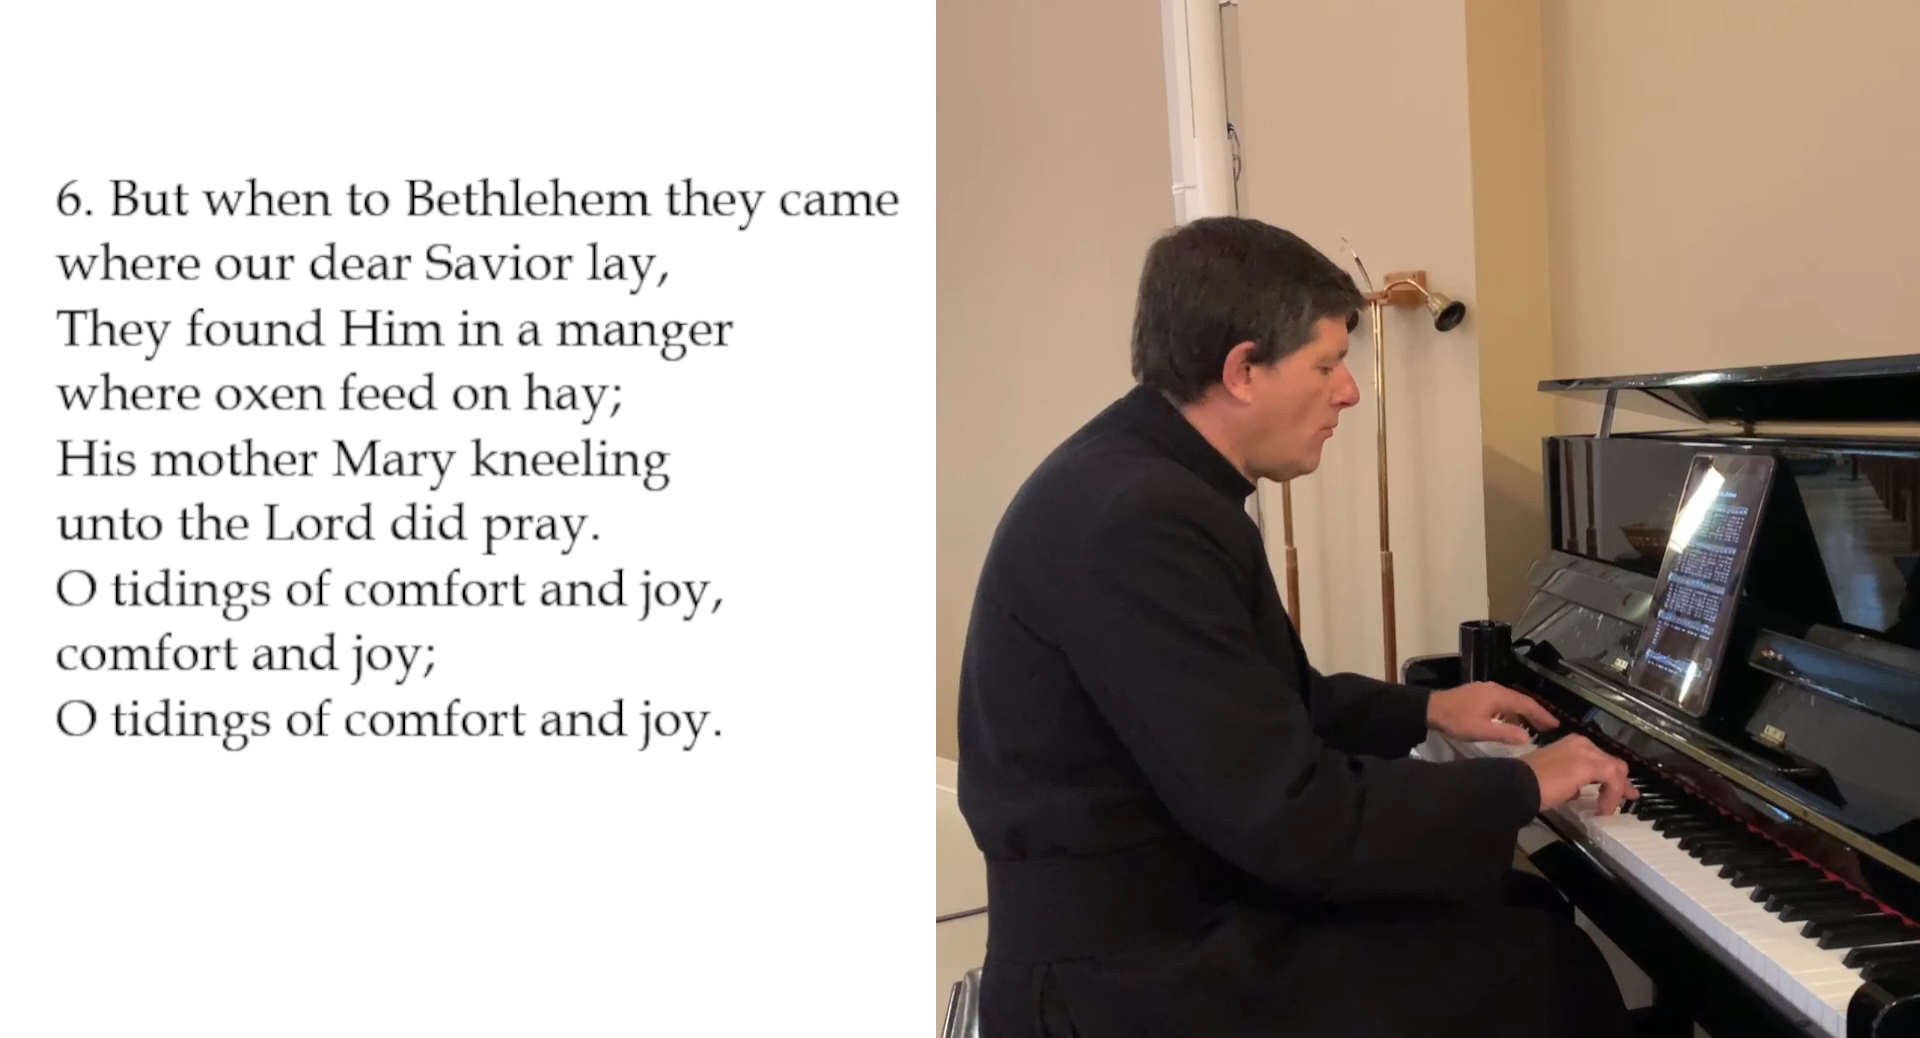 6. But when to Bethlehem they came
where our dear Savior lay,
They found Him in a manger
where oxen feed on hay;
His mother Mary kneeling
unto the Lord did pray.
O tidings of comfort and joy,
comfort and joy;
O tidings of comfort and joy.